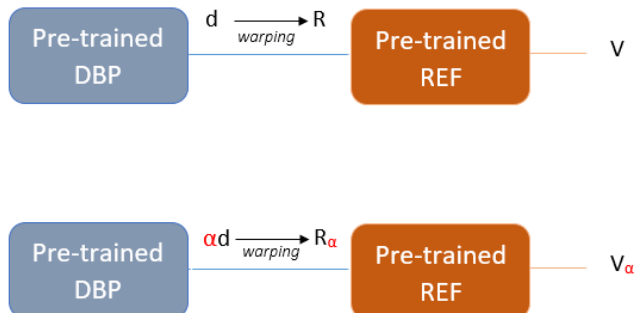 Pre-trained
DBP
d → R
warping
Pre-trained
REF
V
Pre-trained
DBP
αd → Rα
warping
Pre-trained
REF
Vα